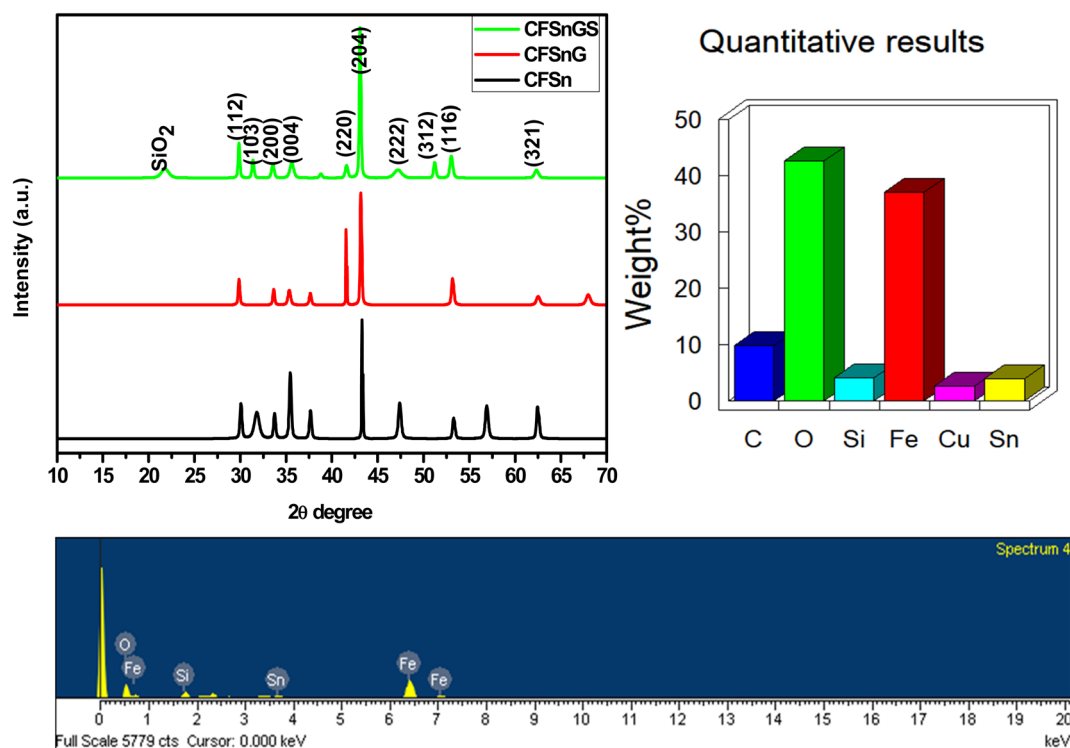 CFSnGS
CFSnG
CFSn
SiO2
(112)
(103)
(200)
(004)
(220)
(204)
(222)
(312)
(116)
(321)
Intensity (a.u.)
10 15 20 25 30 35 40 45 50 55 60 65 70
2θ degree
Quantitative results
Weight%
50
40
30
20
10
0
C O Si Fe Cu Sn
Spectrum 4
O
Fe
Si
Sn
Fe
Fe
0 1 2 3 4 5 6 7 8 9 10 11 12 13 14 15 16 17 18 19 20
Full Scale 5779 cts Cursor: 0.000 keV
keV